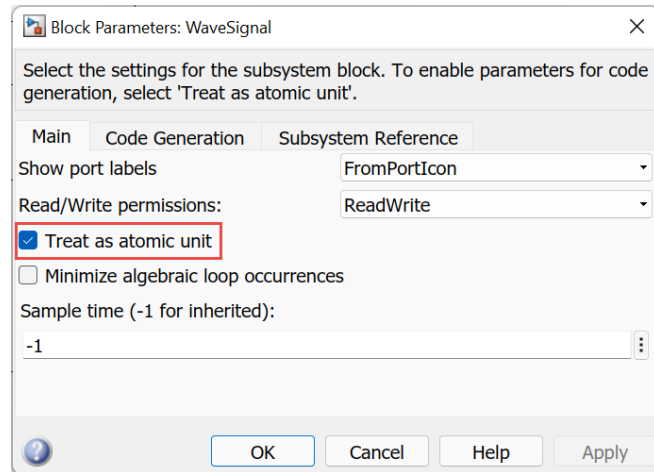 Block Parameters: WaveSignal
Select the settings for the subsystem block. To enable parameters for code
generation, select 'Treat as atomic unit'.
Main Code Generation Subsystem Reference
Show port labels FromPortIcon
Read/Write permissions: ReadWrite
Treat as atomic unit
Minimize algebraic loop occurrences
Sample time (-1 for inherited):
-1
OK Cancel Help Apply